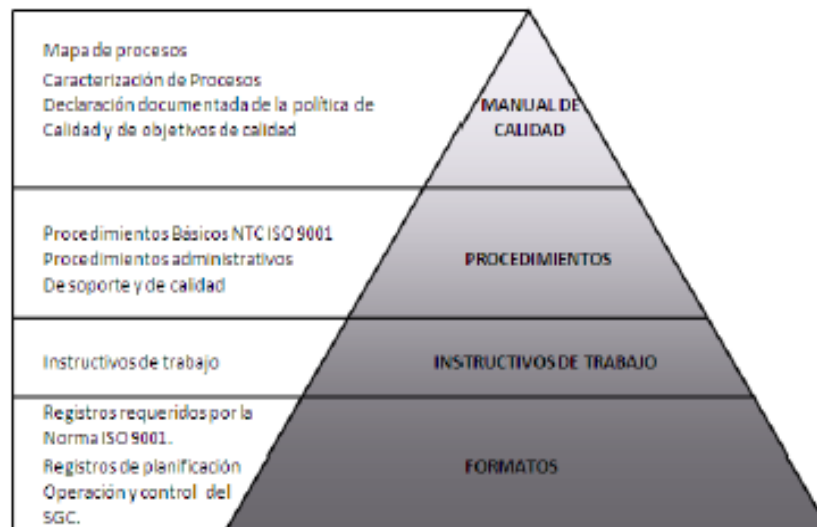 Mapa de procesos
Caracterización de Procesos
Declaración documentada de la política de
Calidad y de objetivos de calidad
MANUAL DE
CALIDAD
Procedimientos Básicos NTC ISO 9001
Procedimientos administrativos
De soporte y de calidad
PROCEDIMIENTOS
Instructivos de trabajo
INSTRUCTIVOS DE TRABAJO
Registros requeridos por la
Norma ISO 9001.
Registros de planificación
Operación y control del
SGC.
FORMATOS